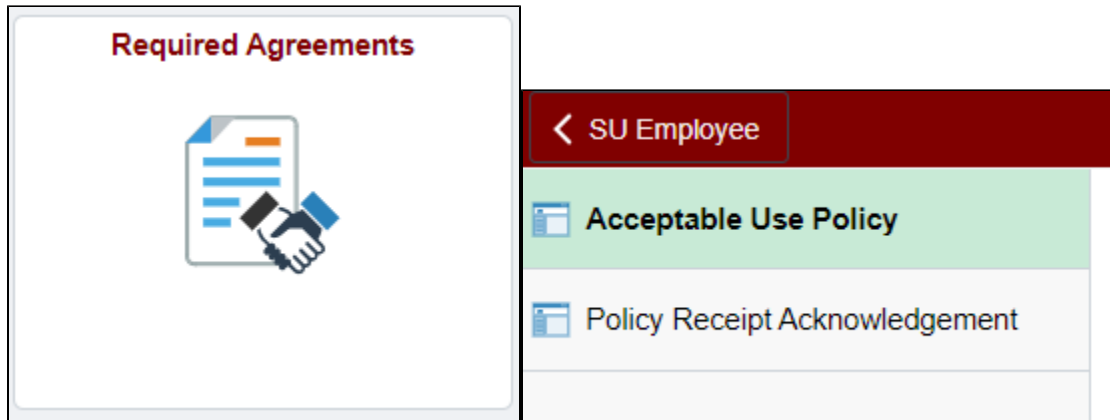 Required Agreements
SU Employee
Acceptable Use Policy
Policy Receipt Acknowledgement